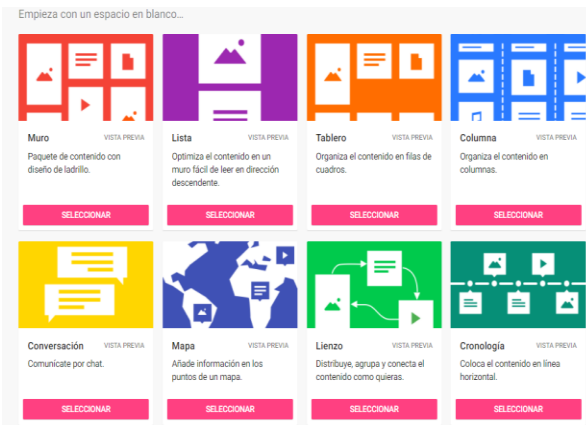 Empieza con un espacio en blanco...
Muro VISTA PREVIA
Paquete de contenido con
diseño de ladrillo.
SELECCIONAR
Lista VISTA PREVIA
Optimiza el contenido en un
muro fácil de leer en dirección
descendente.
SELECCIONAR
Tablero VISTA PREVIA
Organiza el contenido en filas de
cuadros.
SELECCIONAR
Columna VISTA PREVIA
Organiza el contenido en
columnas.
SELECCIONAR
Conversación VISTA PREVIA
Comunícate por chat.
SELECCIONAR
Mapa VISTA PREVIA
Añade información en los
puntos de un mapa.
SELECCIONAR
Lienzo VISTA PREVIA
Distribuye, agrupa y conecta el
contenido como quieras.
SELECCIONAR
Cronología VISTA PREVIA
Coloca el contenido en línea
horizontal.
SELECCIONAR